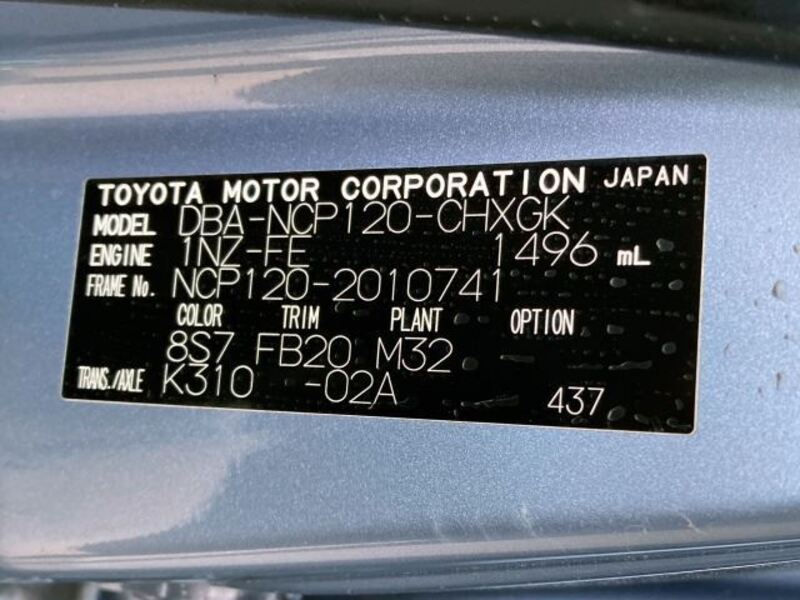 TOYOTA MOTOR CORPORATION JAPAN
MODEL DBA-NCP120-CHXGK
ENGINE 1NZ-FE 1496 mL
FRAME No. NCP120-2010741
COLOR TRIM PLANT OPTION
8S7 FB20 M32
TRANS./AXLE K310 -02A 437